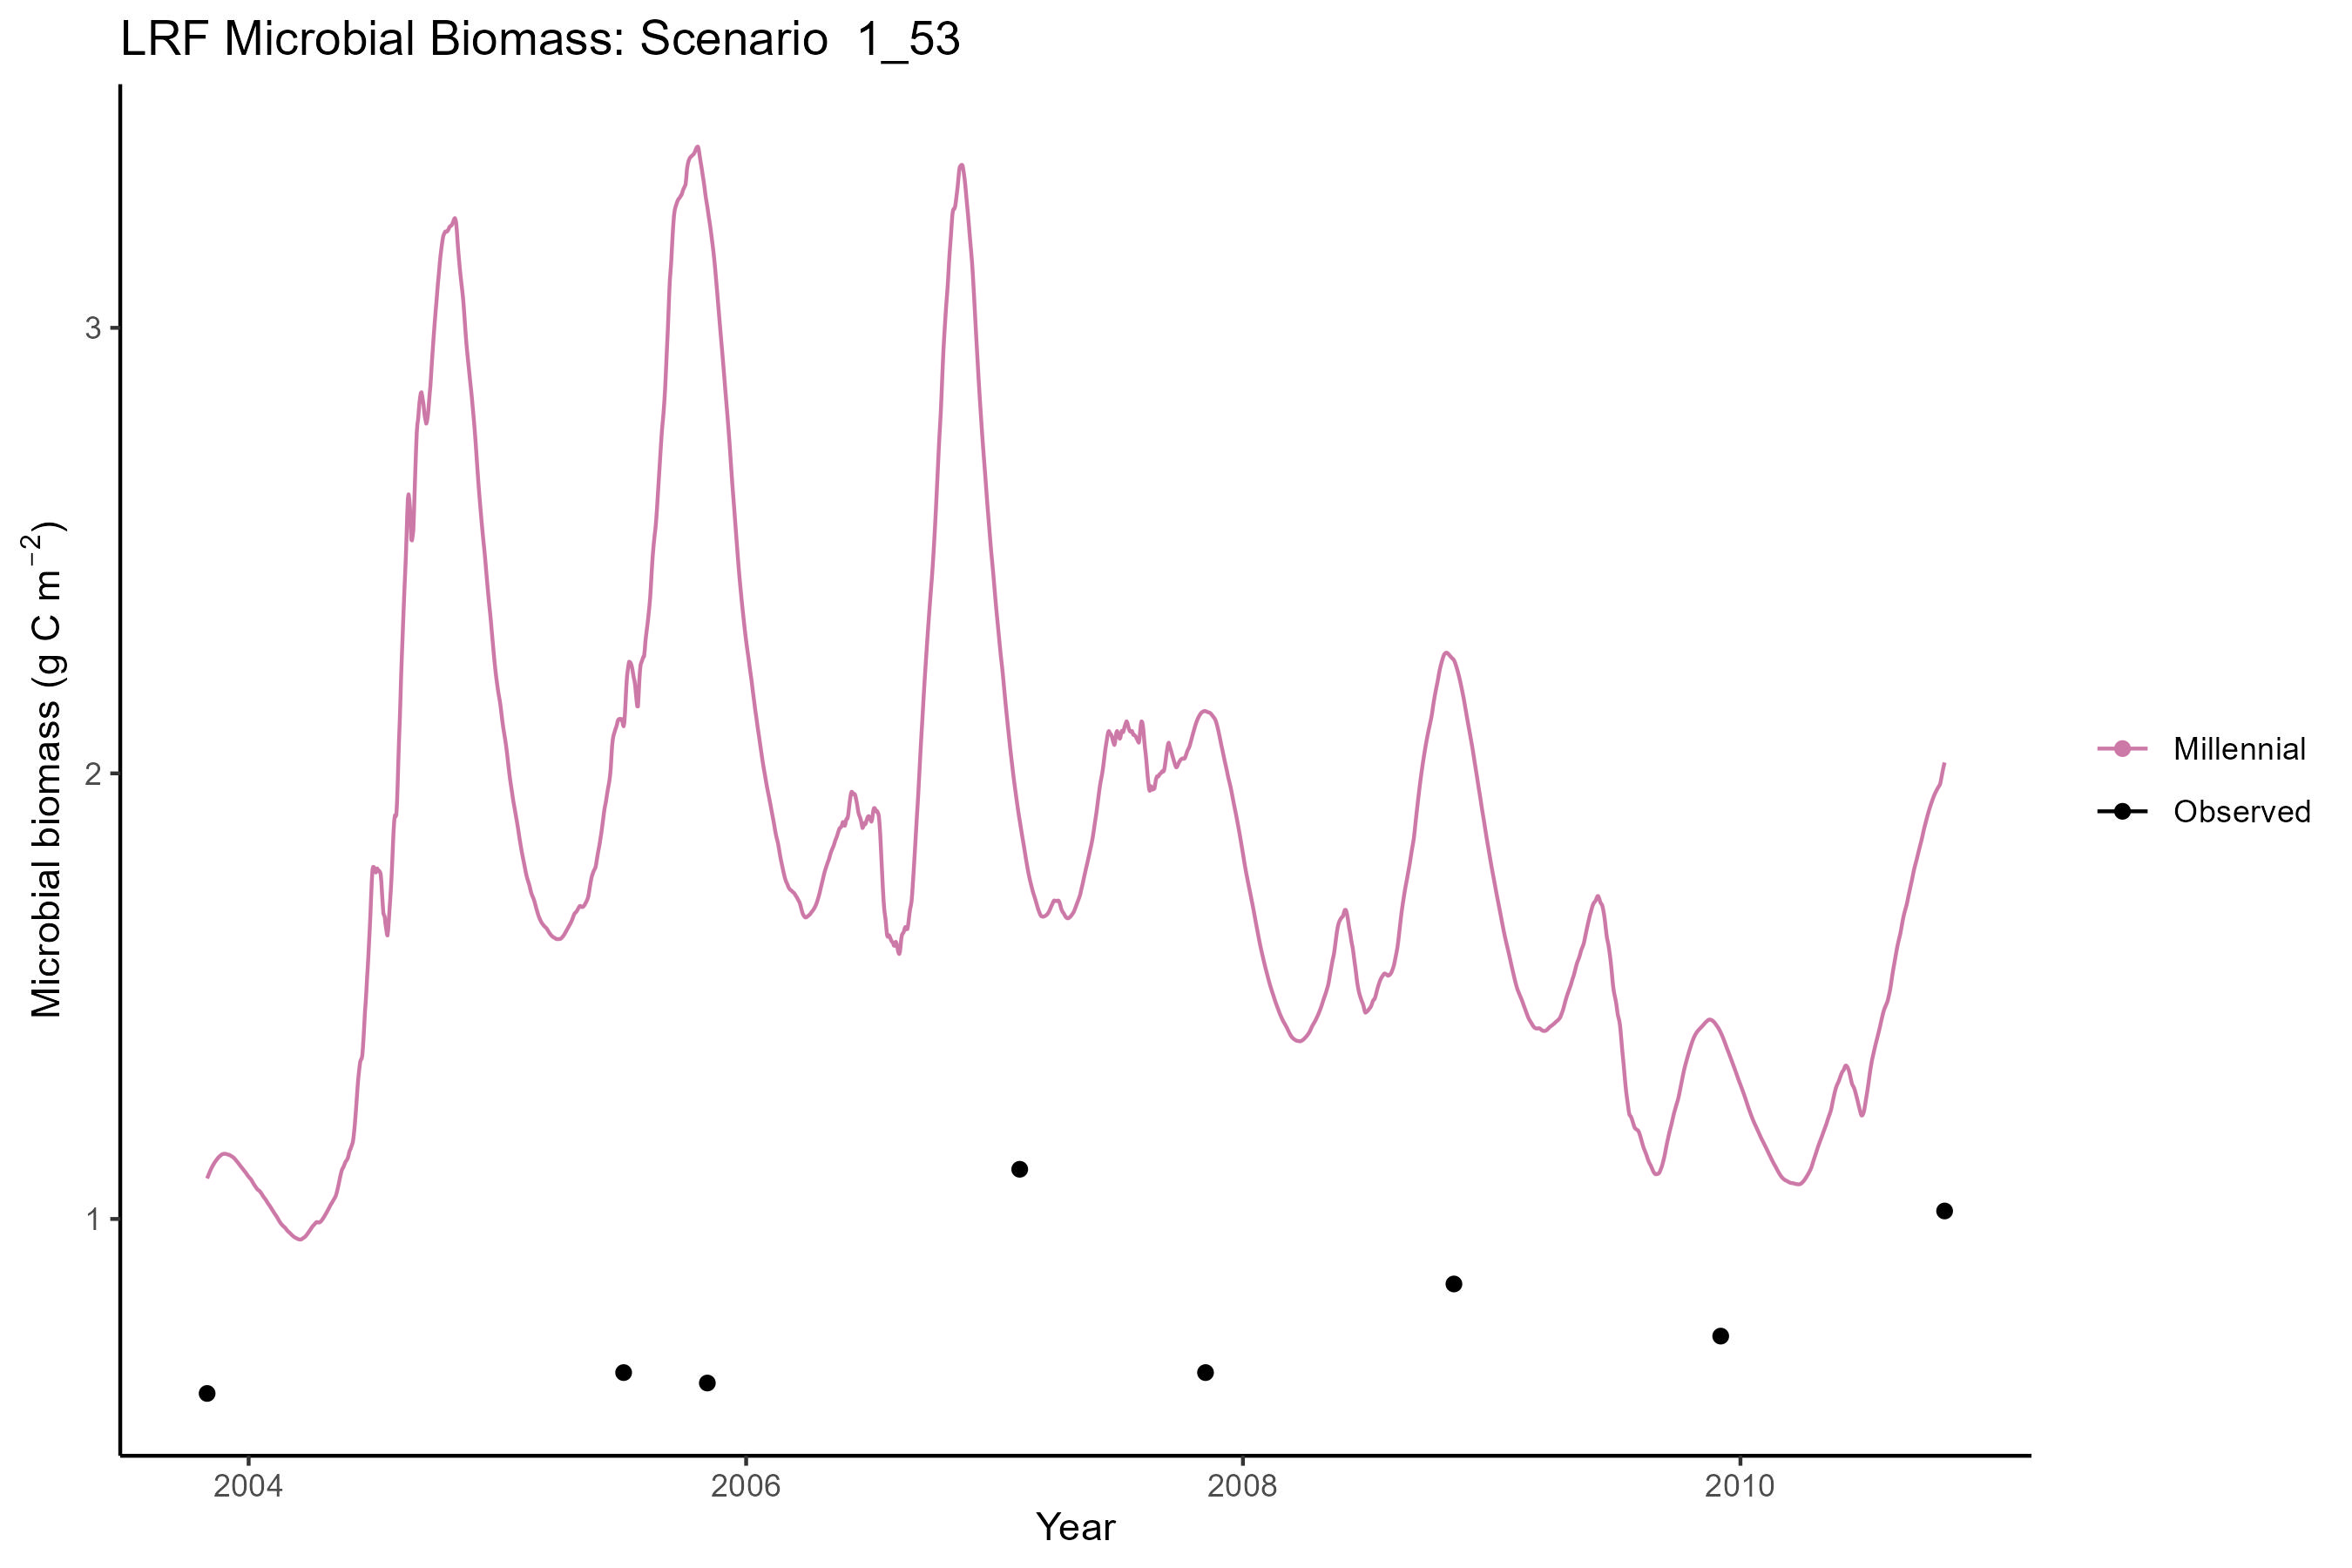 LRF Microbial Biomass: Scenario  1_53
Microbial biomass (g C m⁻²)
3
2
1
2004
2006
2008
2010
Year
Millennial
Observed